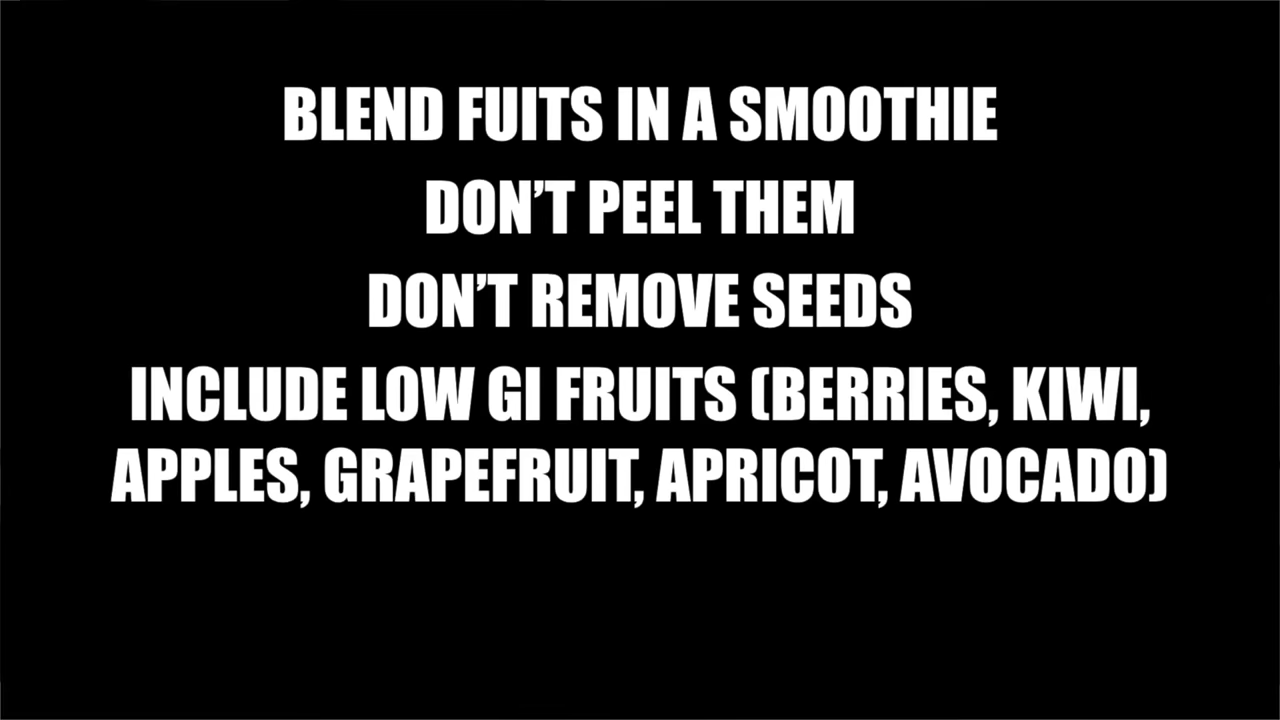 BLEND FUITS IN A SMOOTHIE
DON'T PEEL THEM
DON'T REMOVE SEEDS
INCLUDE LOW GI FRUITS (BERRIES, KIWI,
APPLES, GRAPEFRUIT, APRICOT, AVOCADO)